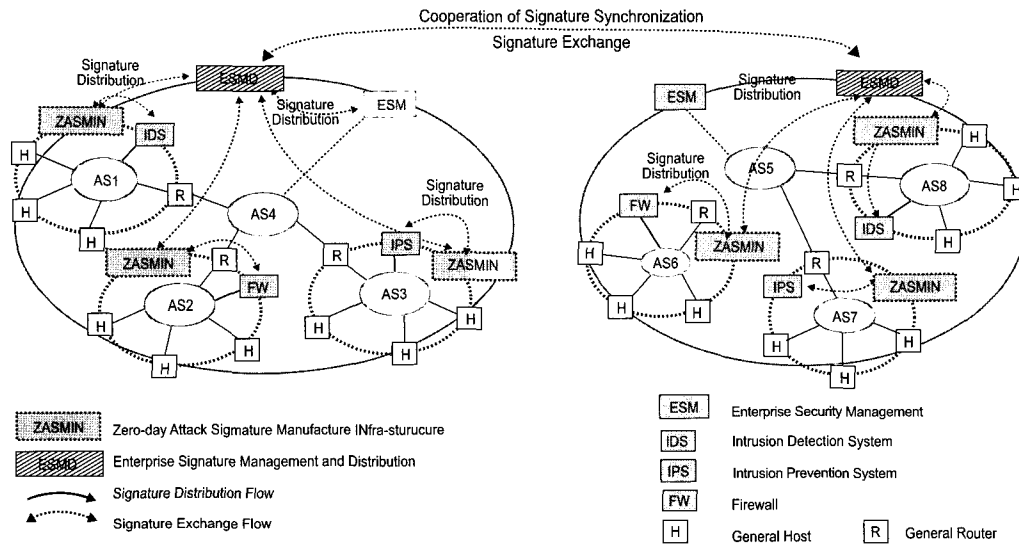 Cooperation of Signature Synchronization
Signature Exchange
Signature
Distribution
ESMD
Signature
Distribution
ESM
ZASMIN
IDS
H
AS1
H
R
H
AS4
Signature
Distribution
ZASMIN
R
FW
AS2
H
H
H
R
IPS
ZASMIN
AS3
H
H
H
ESM
Signature
Distribution
ESMD
ZASMIN
H
Signature
Distribution
AS5
R
AS8
H
FW
R
IDS
H
H
AS6
ZASMIN
H
H
R
IPS
ZASMIN
AS7
H
H
H
ZASMIN Zero-day Attack Sigmature Manufacture INfra-sturucure
ESMD Enterprise Signature Management and Distribution
Signature Distribution Flow
Signature Exchange Flow
ESM Enterprise Security Management
IDS Intrusion Detection System
IPS Intrusion Prevention System
FW Firewall
H General Host R General Router